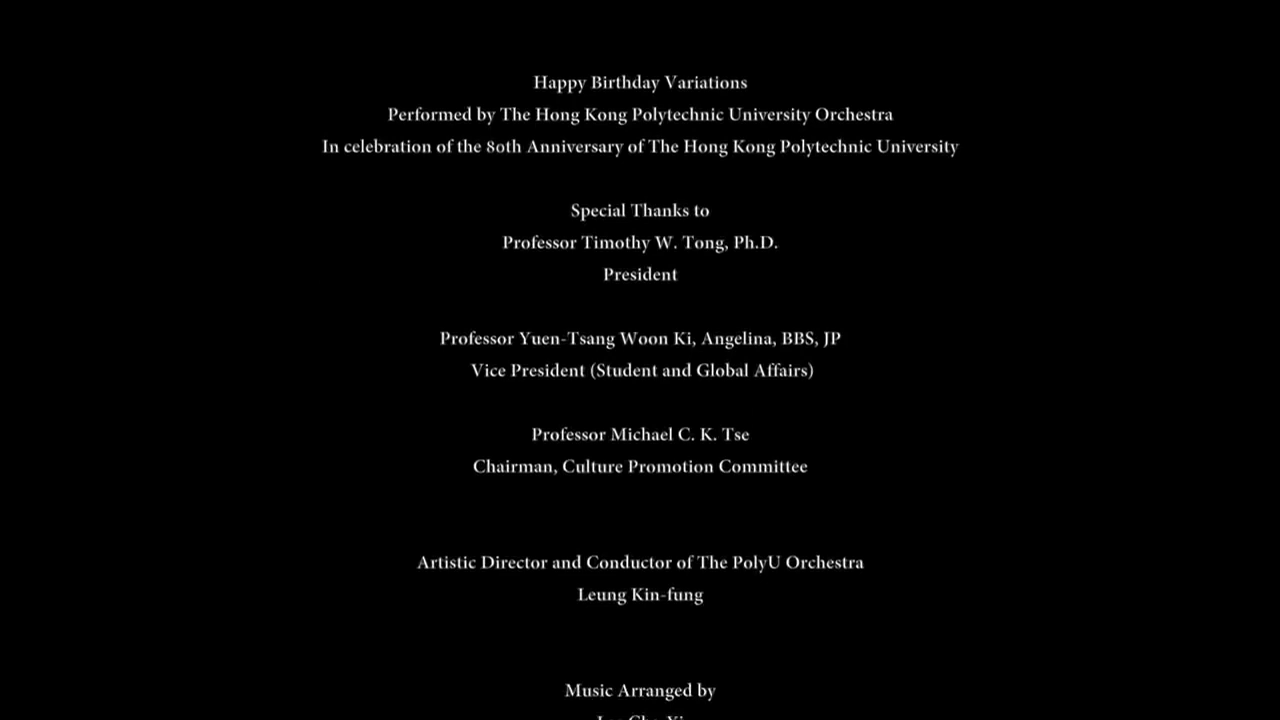 Happy Birthday Variations
Performed by The Hong Kong Polytechnic University Orchestra
In celebration of the 80th Anniversary of The Hong Kong Polytechnic University
Special Thanks to
Professor Timothy W. Tong, Ph.D.
President
Professor Yuen-Tsang Woon Ki, Angelina, BBS, JP
Vice President (Student and Global Affairs)
Professor Michael C. K. Tse
Chairman, Culture Promotion Committee
Artistic Director and Conductor of The PolyU Orchestra
Leung Kin-fung
Music Arranged by